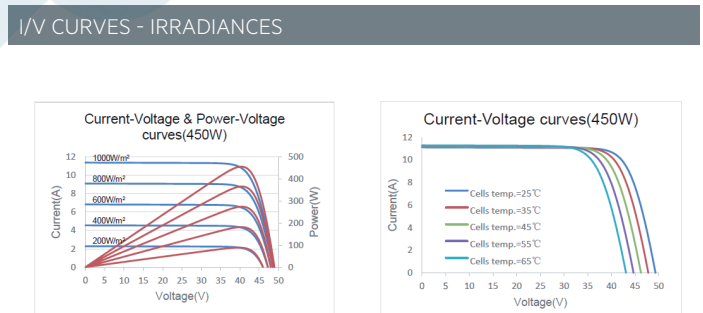 I/V CURVES - IRRADIANCES
Current-Voltage & Power-Voltage
curves(450W)
12
10
8
6
4
2
0
Current(A)
1000W/m²
800W/m²
600W/m²
400W/m²
200W/m²
500
400
300
200
100
0
Power(W)
0 5 10 15 20 25 30 35 40 45 50
Voltage(V)
Current-Voltage curves(450W)
12
10
8
6
4
2
0
Current(A)
Cells temp.=25℃
Cells temp.=35℃
Cells temp.=45℃
Cells temp.=55℃
Cells temp.=65℃
0 5 10 15 20 25 30 35 40 45 50
Voltage(V)